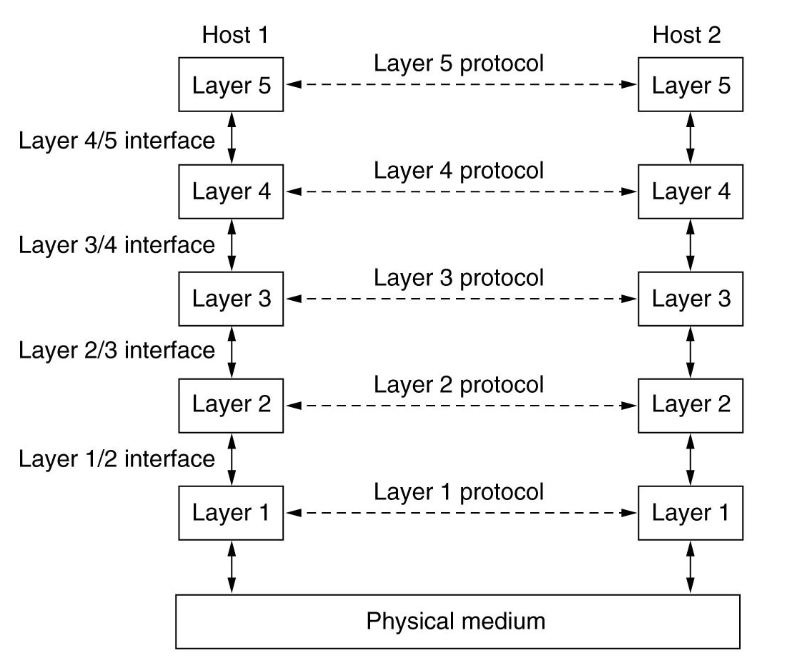 Host 1
Host 2
Layer 5
Layer 5 protocol
Layer 5
Layer 4/5 interface
Layer 4
Layer 4 protocol
Layer 4
Layer 3/4 interface
Layer 3
Layer 3 protocol
Layer 3
Layer 2/3 interface
Layer 2
Layer 2 protocol
Layer 2
Layer 1/2 interface
Layer 1
Layer 1 protocol
Layer 1
Physical medium